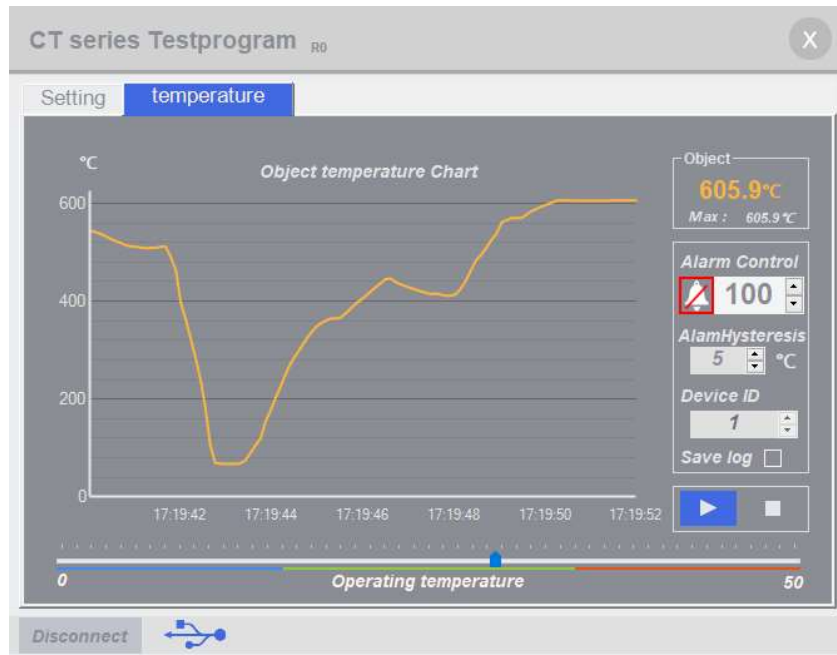 CT series Testprogram R0
X
Setting temperature
°C
Object temperature Chart
600
400
200
0
17:19:42 17:19:44 17:19:46 17:19:48 17:19:50 17:19:52
Object
605.9°C
Max : 605.9°C
Alarm Control
100
AlamHysteresis
5 °C
Device ID
1
Save log
0 Operating temperature 50
Disconnect